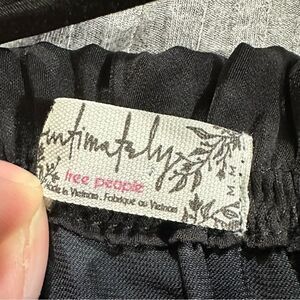 intimately
free people
Made in Vietnam . Fabriqué au Vietnam
M M